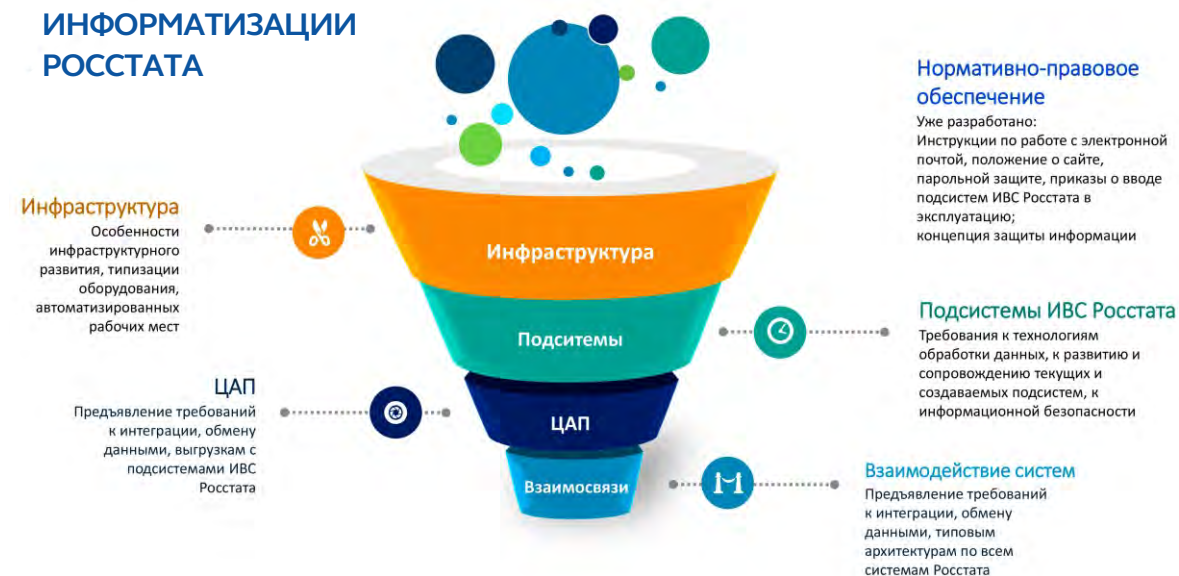 ИНФОРМАТИЗАЦИИ
РОССТАТА
Нормативно-правовое
обеспечение
Уже разработано:
Инструкции по работе с электронной
почтой, положение о сайте,
парольной защите, приказы о вводе
подсистем ИВС Росстата в
эксплуатацию;
концепция защиты информации
Инфраструктура
Особенности
инфраструктурного
развития, типизации
оборудования,
автоматизированных
рабочих мест
Инфраструктура
Подситемы
Подсистемы ИВС Росстата
Требования к технологиям
обработки данных, к развитию и
сопровождению текущих и
создаваемых подсистем, к
информационной безопасности
ЦАП
Предъявление требований
к интеграции, обмену
данными, выгрузкам с
подсистемами ИВС
Росстата
ЦАП
Взаимосвязи
Взаимодействие систем
Предъявление требований
к интеграции, обмену
данными, типовым
архитектурам по всем
системам Росстата